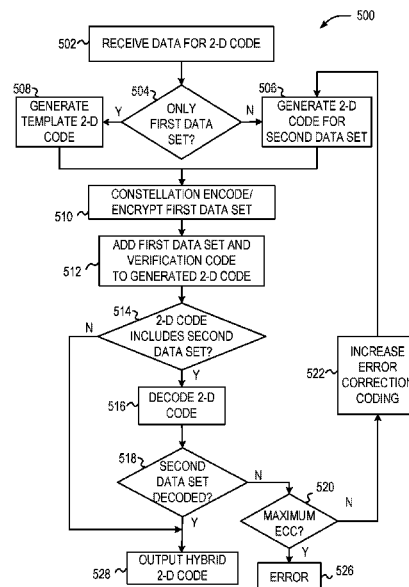 500
502
RECEIVE DATA FOR 2-D CODE
508
504
506
GENERATE
TEMPLATE 2-D
CODE
Y
ONLY
FIRST DATA
SET?
N
GENERATE 2-D
CODE FOR
SECOND DATA SET
510
CONSTELLATION ENCODE/
ENCRYPT FIRST DATA SET
512
ADD FIRST DATA SET AND
VERIFICATION CODE
TO GENERATED 2-D CODE
514
N
2-D CODE
INCLUDES SECOND
DATA SET?
Y
522
INCREASE
ERROR
CORRECTION
CODING
516
DECODE 2-D
CODE
518
SECOND
DATA SET
DECODED?
N
Y
520
MAXIMUM
ECC?
N
Y
528
OUTPUT HYBRID
2-D CODE
ERROR
526